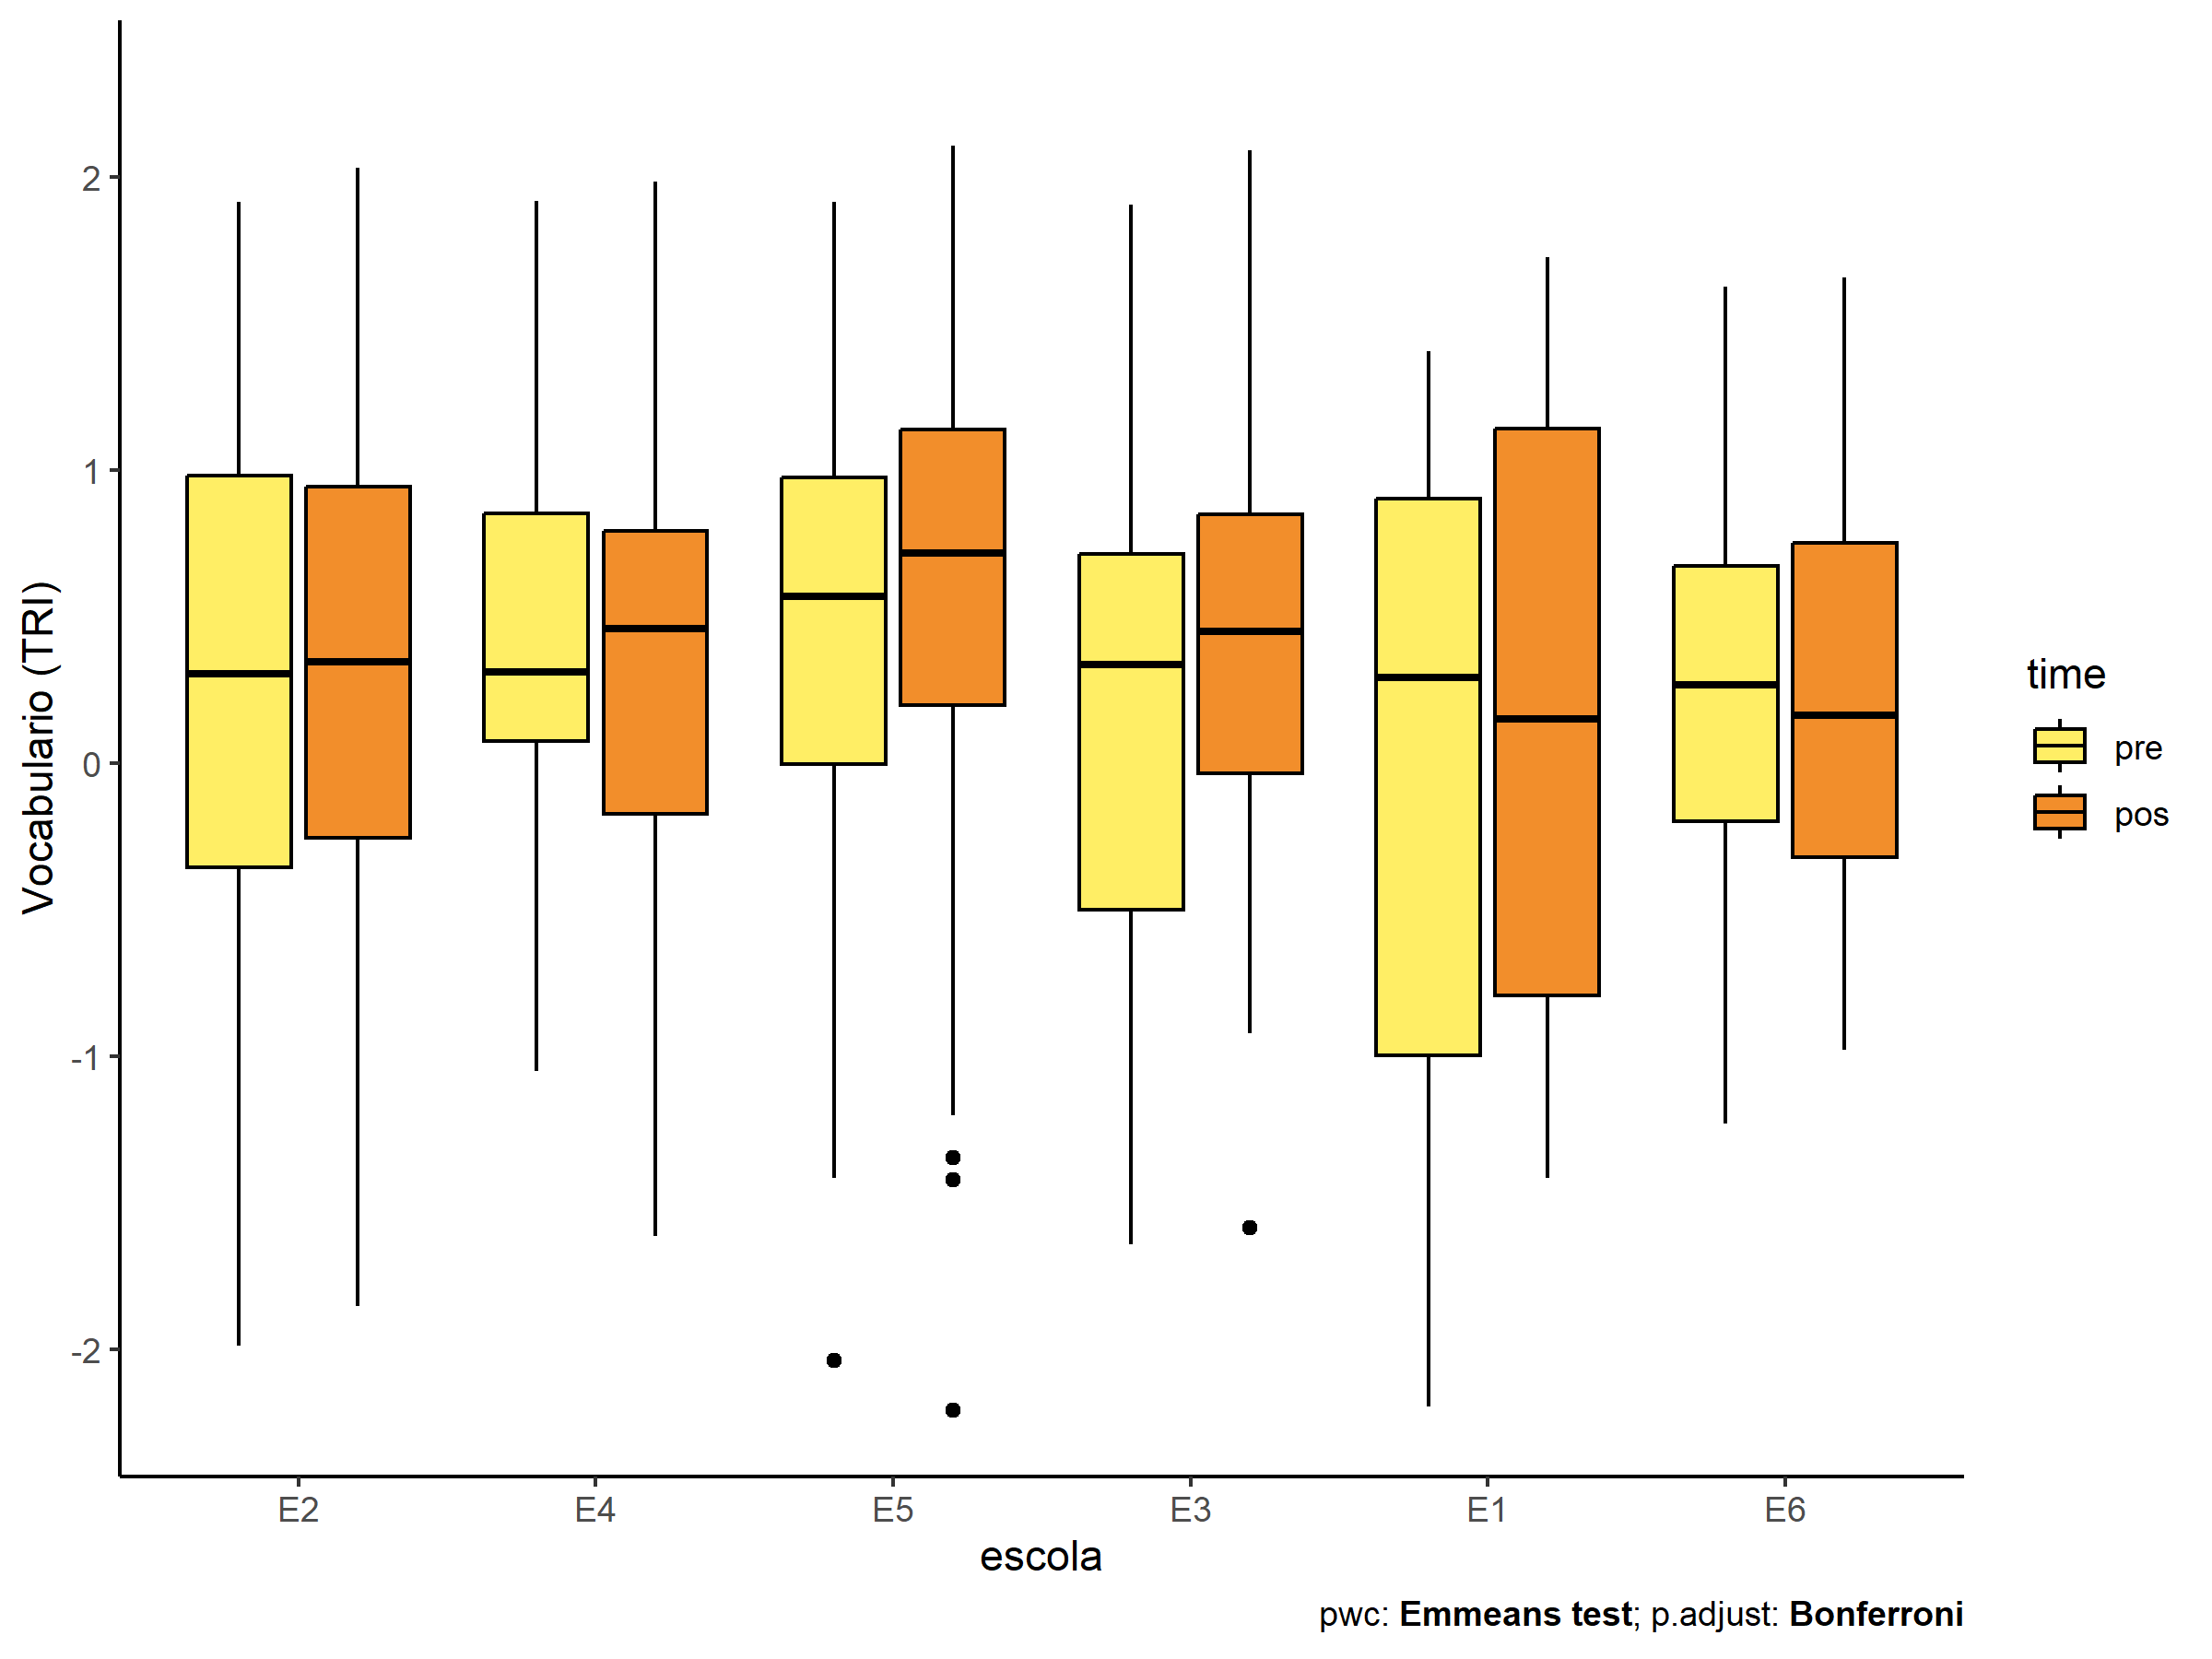 Vocabulario (TRI)
2
1
0
-1
-2
E2 E4 E5 E3 E1 E6
escola
time
pre
pos
pwc: Emmeans test; p.adjust: Bonferroni